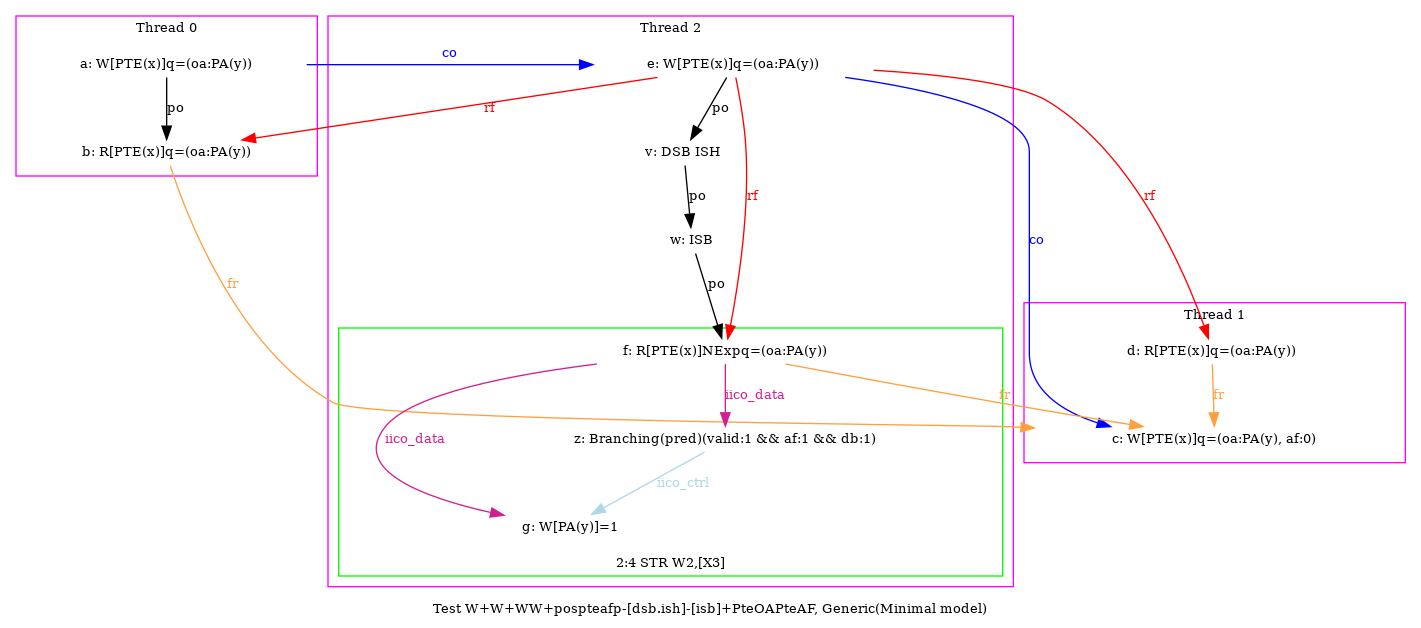 Thread 0
Thread 2
a: W[PTE(x)]q=(oa:PA(y))
co
e: W[PTE(x)]q=(oa:PA(y))
po
rf
po
b: R[PTE(x)]q=(oa:PA(y))
v: DSB ISH
po
rf
rf
w: ISB
co
fr
po
Thread 1
f: R[PTE(x)]NExpq=(oa:PA(y))
d: R[PTE(x)]q=(oa:PA(y))
iico_data
fr
fr
iico_data
z: Branching(pred)(valid:1 && af:1 && db:1)
c: W[PTE(x)]q=(oa:PA(y), af:0)
iico_ctrl
g: W[PA(y)]=1
2:4 STR W2,[X3]
Test W+W+WW+pospteafp-[dsb.ish]-[isb]+PteOAPteAF, Generic(Minimal model)